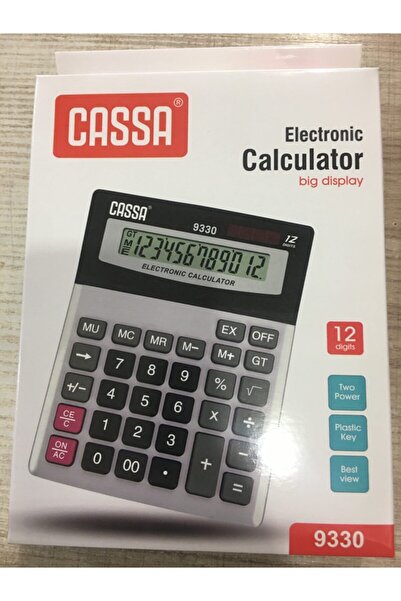 CASSA®
Electronic
Calculator
big display
CASSA
9330
12
DIGITS
GT
M
E
123456789012
ELECTRONIC CALCULATOR
MU MC MR M− EX OFF
M+ GT
→ 7 8 9 % √
+/− 4 5 6 × ÷
CE/C 1 2 3 −
ON/AC 0 00 . + =
12
digits
Two
Power
Plastic
Key
Best
view
9330